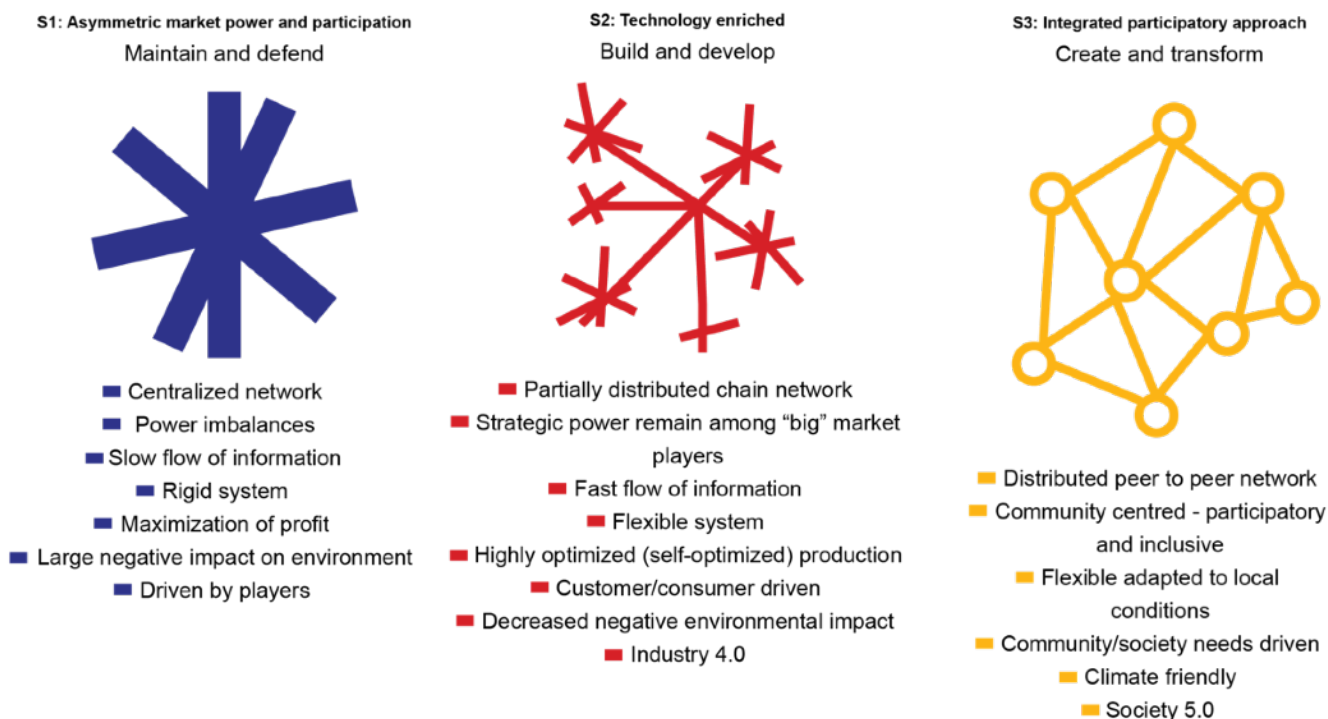 S1: Asymmetric market power and participation
Maintain and defend
Centralized network
Power imbalances
Slow flow of information
Rigid system
Maximization of profit
Large negative impact on environment
Driven by players
S2: Technology enriched
Build and develop
Partially distributed chain network
Strategic power remain among “big” market
players
Fast flow of information
Flexible system
Highly optimized (self-optimized) production
Customer/consumer driven
Decreased negative environmental impact
Industry 4.0
S3: Integrated participatory approach
Create and transform
Distributed peer to peer network
Community centred - participatory
and inclusive
Flexible adapted to local
conditions
Community/society needs driven
Climate friendly
Society 5.0